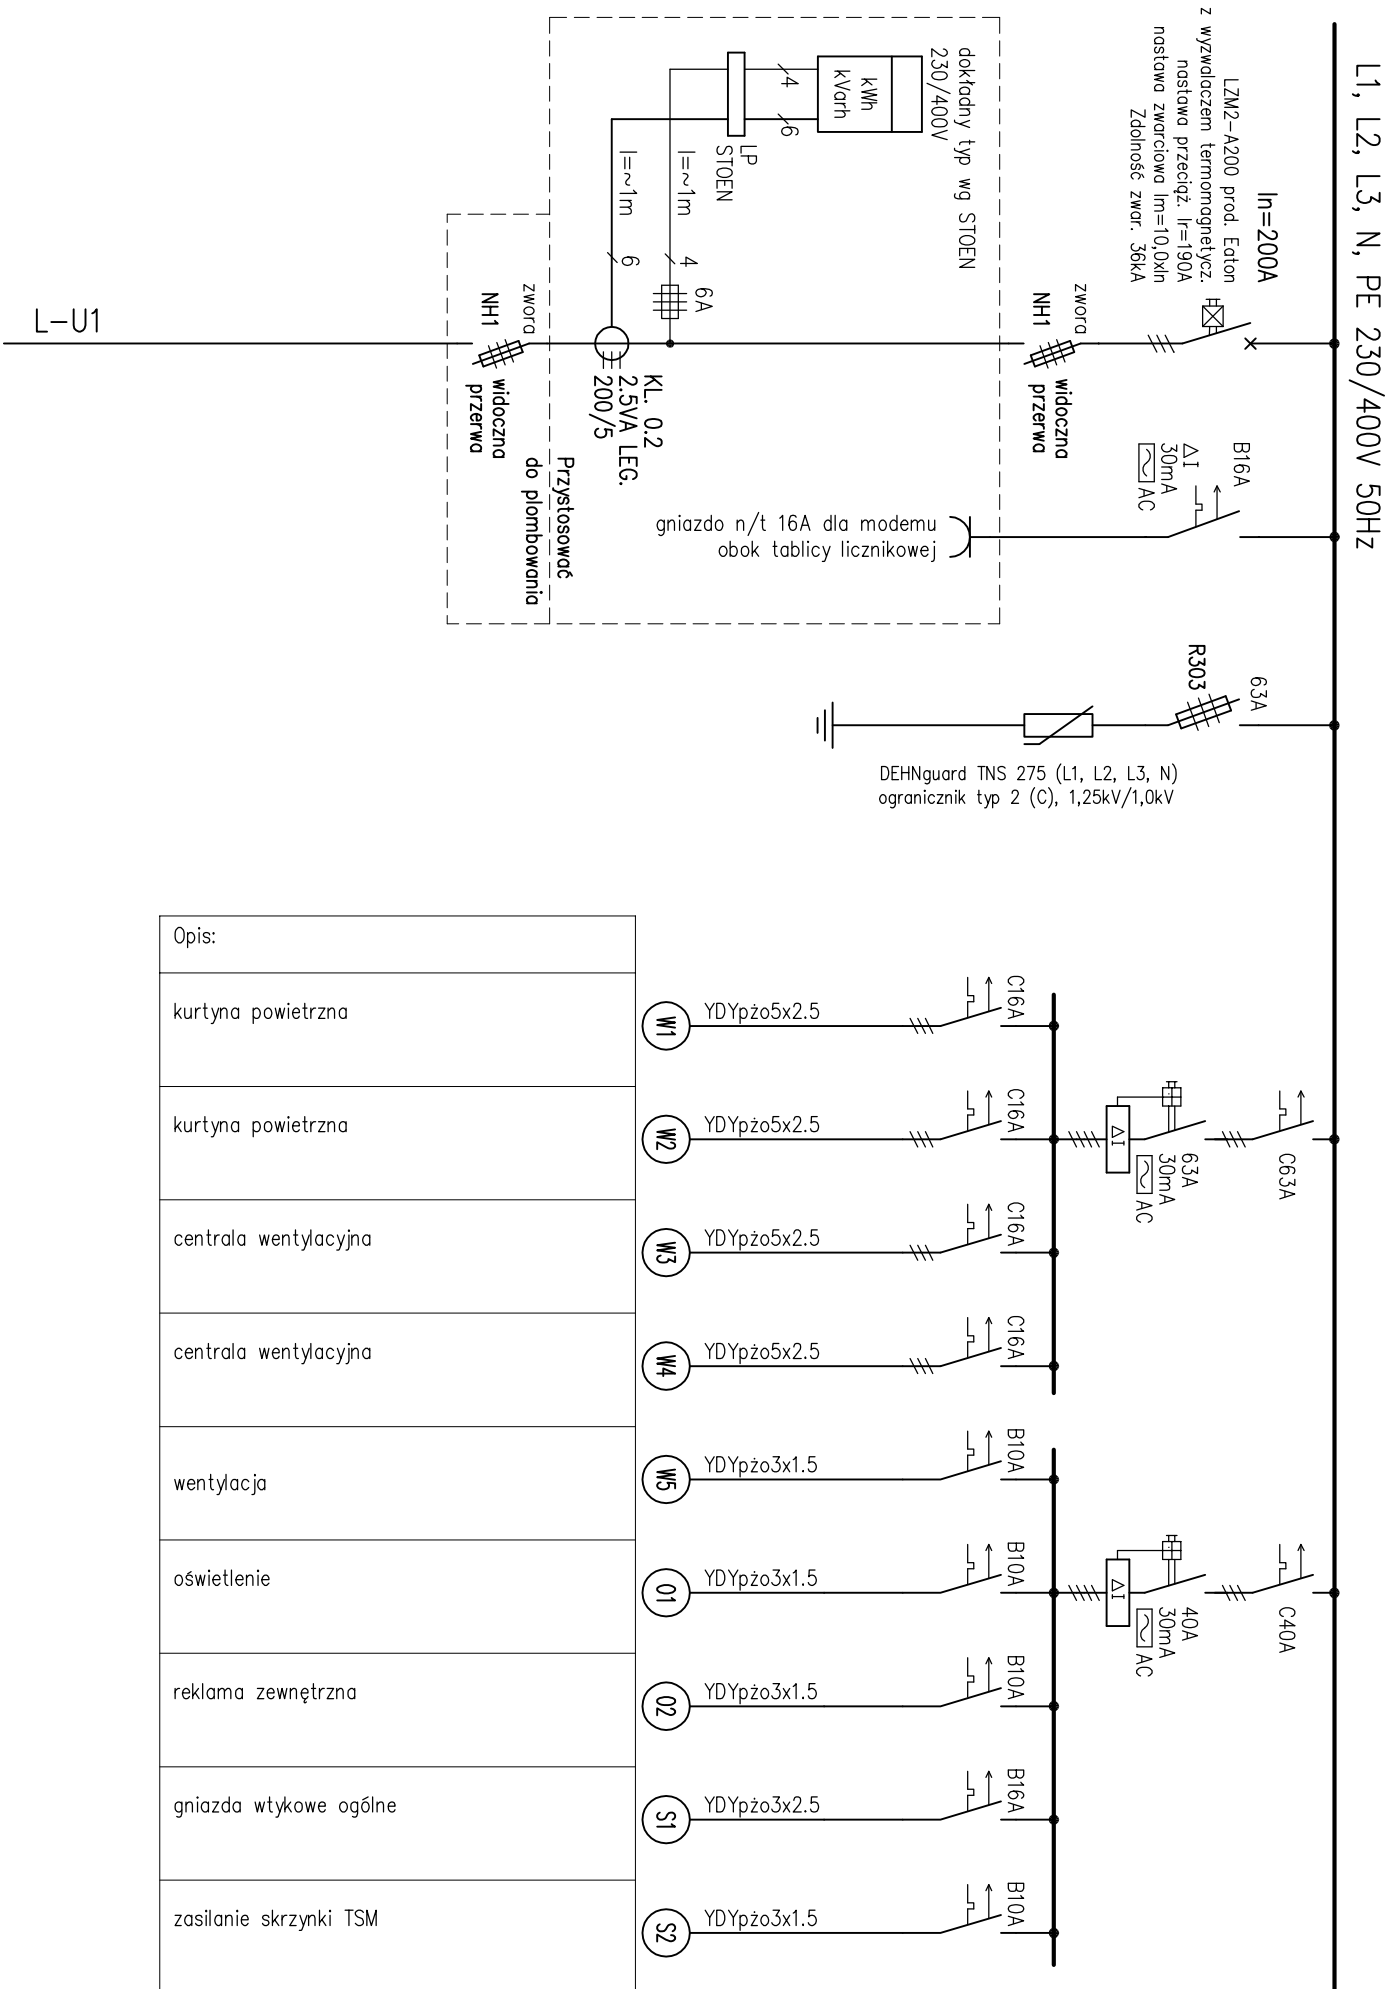 L1, L2, L3, N, PE 230/400V 50Hz
In=200A
LZM2-A200 prod. Eaton
z wyzwalaczem termomagnetycz.
nastawa przeciąż. Ir=190A
nastawa zwarciowa Im=10,0xIn
Zdolność zwar. 36kA
zwora
NH1
widoczna
przerwa
dokładny typ wg STOEN
230/400V
kWh
kVarh
4
6
LP
STOEN
l=~1m
l=~1m
4
6
6A
KL. 0.2
2.5VA LEG.
200/5
zwora
NH1
widoczna
przerwa
Przystosować
do plombowania
L-U1
B16A
ΔI
30mA
AC
gniazdo n/t 16A dla modemu
obok tablicy licznikowej
63A
R303
DEHNguard TNS 275 (L1, L2, L3, N)
ogranicznik typ 2 (C), 1,25kV/1,0kV
C63A
63A
30mA
AC
ΔI
C40A
40A
30mA
AC
ΔI
Opis:
kurtyna powietrzna
W1
YDYpżo5x2.5
C16A
kurtyna powietrzna
W2
YDYpżo5x2.5
C16A
centrala wentylacyjna
W3
YDYpżo5x2.5
C16A
centrala wentylacyjna
W4
YDYpżo5x2.5
C16A
wentylacja
W5
YDYpżo3x1.5
B10A
oświetlenie
O1
YDYpżo3x1.5
B10A
reklama zewnętrzna
O2
YDYpżo3x1.5
B10A
gniazda wtykowe ogólne
S1
YDYpżo3x2.5
B16A
zasilanie skrzynki TSM
S2
YDYpżo3x1.5
B10A